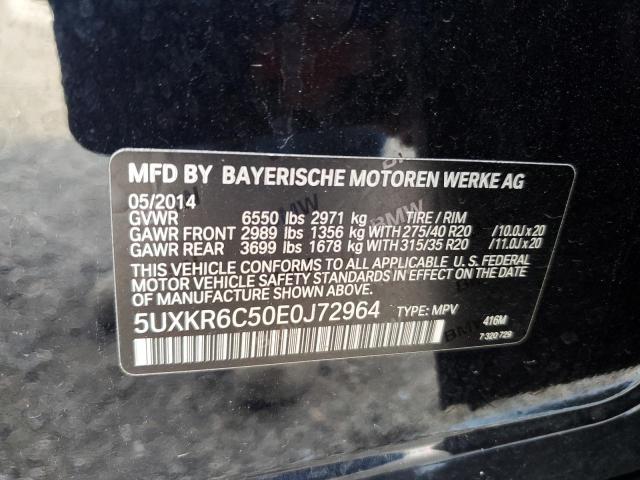 MFD BY BAYERISCHE MOTOREN WERKE AG
05/2014
GVWR 6550 lbs 2971 kg TIRE / RIM
GAWR FRONT 2989 lbs 1356 kg WITH 275/40 R20 /10.0J x 20
GAWR REAR 3699 lbs 1678 kg WITH 315/35 R20 /11.0J x 20
THIS VEHICLE CONFORMS TO ALL APPLICABLE U.S. FEDERAL
MOTOR VEHICLE SAFETY STANDARDS IN EFFECT ON THE DATE
OF MANUFACTURE SHOWN ABOVE.
5UXKR6C50E0J72964 TYPE: MPV 416M
7 320 729